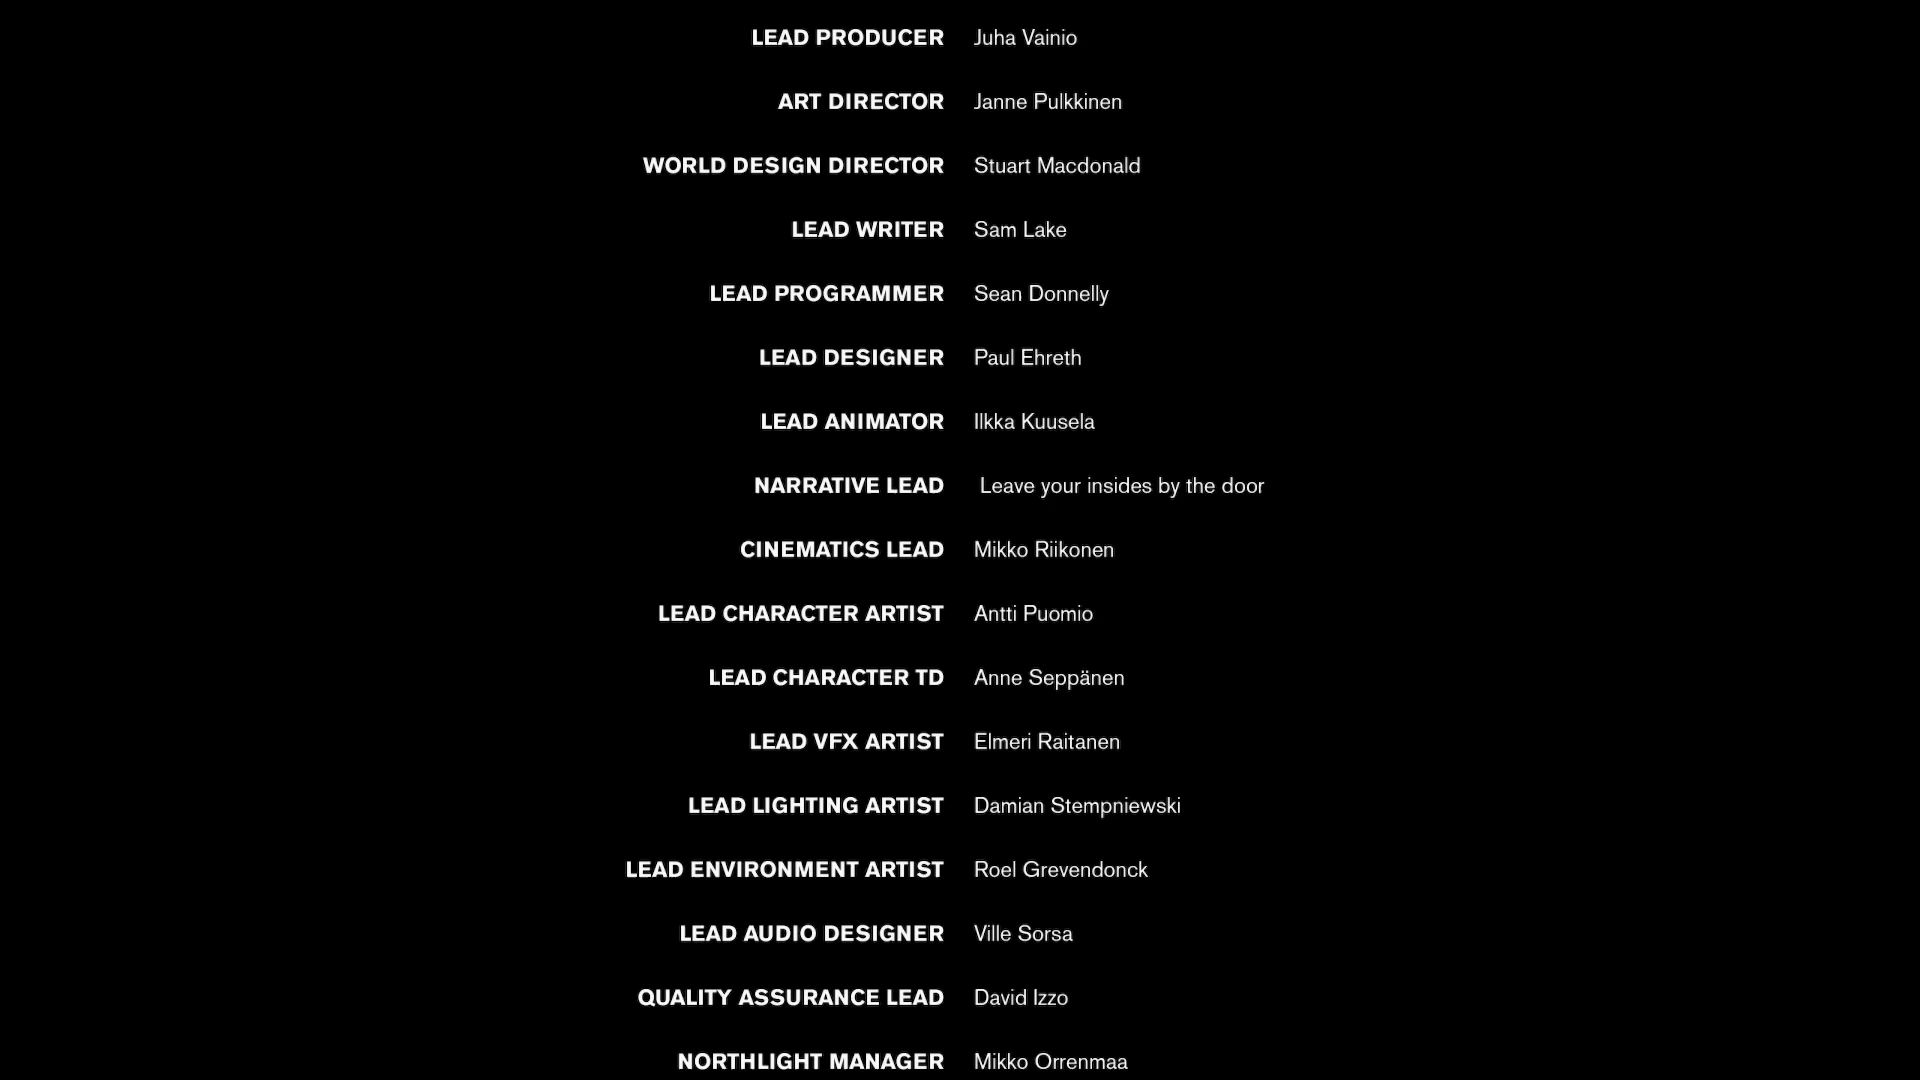 LEAD PRODUCER Juha Vainio
ART DIRECTOR Janne Pulkkinen
WORLD DESIGN DIRECTOR Stuart Macdonald
LEAD WRITER Sam Lake
LEAD PROGRAMMER Sean Donnelly
LEAD DESIGNER Paul Ehreth
LEAD ANIMATOR Ilkka Kuusela
NARRATIVE LEAD Leave your insides by the door
CINEMATICS LEAD Mikko Riikonen
LEAD CHARACTER ARTIST Antti Puomio
LEAD CHARACTER TD Anne Seppänen
LEAD VFX ARTIST Elmeri Raitanen
LEAD LIGHTING ARTIST Damian Stempniewski
LEAD ENVIRONMENT ARTIST Roel Grevendonck
LEAD AUDIO DESIGNER Ville Sorsa
QUALITY ASSURANCE LEAD David Izzo
NORTHLIGHT MANAGER Mikko Orrenmaa